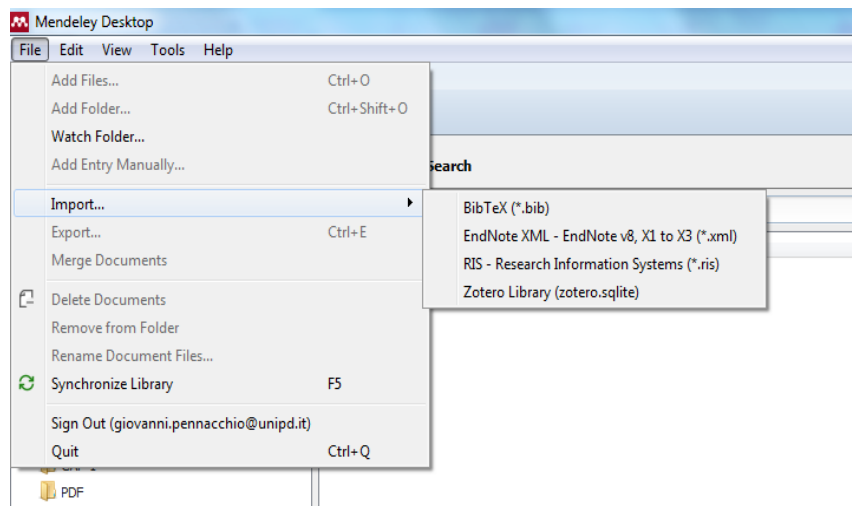 Mendeley Desktop
File Edit View Tools Help
Add Files... Ctrl+O
Add Folder... Ctrl+Shift+O
Watch Folder...
Add Entry Manually...
Search
Import...
BibTeX (*.bib)
Export... Ctrl+E
EndNote XML - EndNote v8, X1 to X3 (*.xml)
Merge Documents
RIS - Research Information Systems (*.ris)
Zotero Library (zotero.sqlite)
Delete Documents
Remove from Folder
Rename Document Files...
Synchronize Library F5
Sign Out (giovanni.pennacchio@unipd.it)
Quit Ctrl+Q
PDF